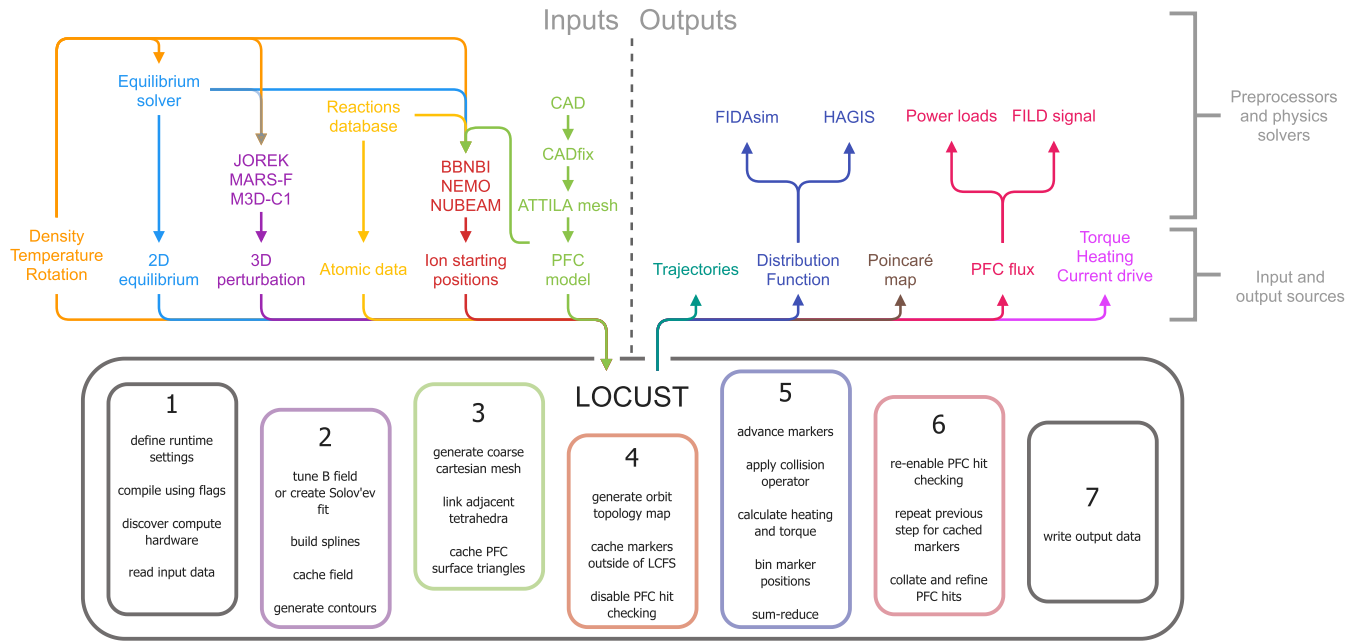 Inputs
Outputs
Equilibrium
solver
Reactions
database
CAD
CADfix
ATTILA mesh
JOREK
MARS-F
M3D-C1
BBNBI
NEMO
NUBEAM
Density
Temperature
Rotation
2D
equilibrium
3D
perturbation
Atomic data
Ion starting
positions
PFC
model
FIDAsim
HAGIS
Power loads
FILD signal
Preprocessors
and physics
solvers
Trajectories
Distribution
Function
Poincaré
map
PFC flux
Torque
Heating
Current drive
Input and
output sources
LOCUST
1
define runtime
settings
compile using flags
discover compute
hardware
read input data
2
tune B field
or create Solov'ev
fit
build splines
cache field
generate contours
3
generate coarse
cartesian mesh
link adjacent
tetrahedra
cache PFC
surface triangles
4
generate orbit
topology map
cache markers
outside of LCFS
disable PFC hit
checking
5
advance markers
apply collision
operator
calculate heating
and torque
bin marker
positions
sum-reduce
6
re-enable PFC hit
checking
repeat previous
step for cached
markers
collate and refine
PFC hits
7
write output data